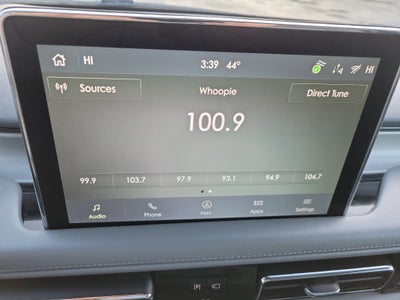 HI 3:39 44° 4 HI
Sources Whoopie Direct Tune
100.9
99.9 103.7 97.9 93.1 94.9 104.7
Audio Phone Nav Apps Settings